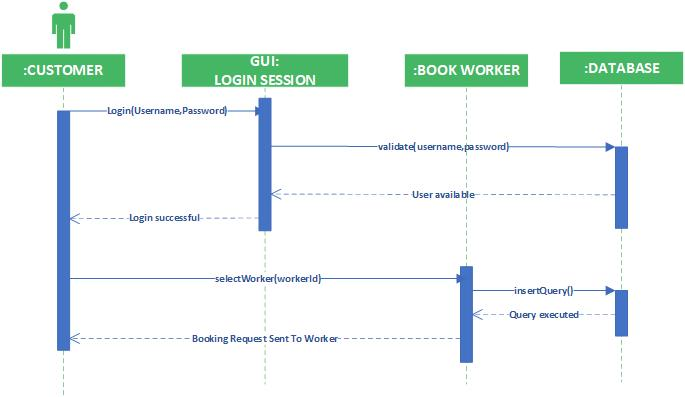 :CUSTOMER
GUI:
LOGIN SESSION
:BOOK WORKER
:DATABASE
Login(Username,Password)
validate(username,password)
User available
Login successful
selectWorker(workerId)
insertQuery()
Query executed
Booking Request Sent To Worker